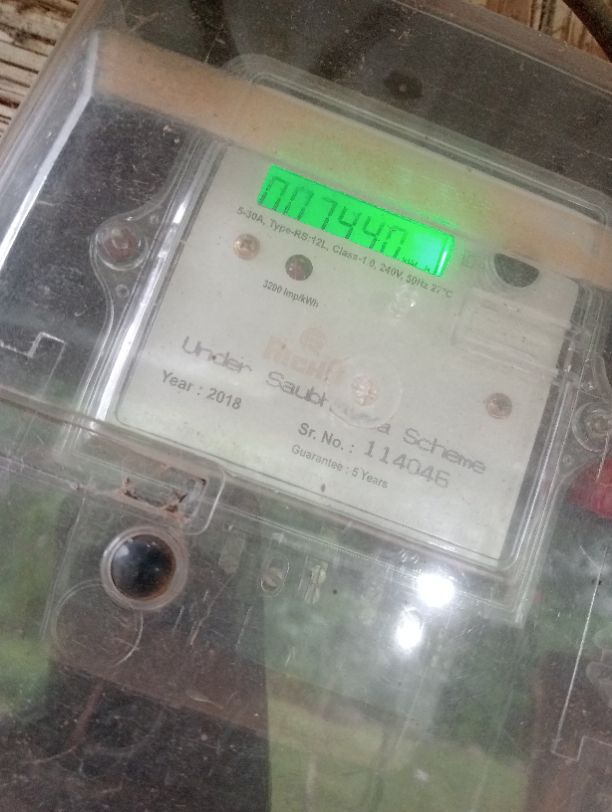 007440
5-30A, Type-RS:12L, Class-1.0, 240V, 50Hz 27°C
3200 Imp/kWh
Under Scheme
Year : 2018
Sr. No. : 114046
Guarantee : 5 Years